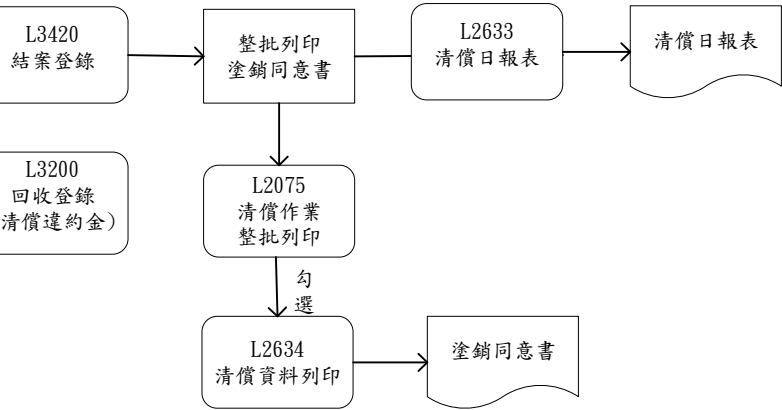 L3420
結案登錄
整批列印
塗銷同意書
L2633
清償日報表
清償日報表
L3200
回收登錄
清償違約金)
L2075
清償作業
整批列印
勾
選
L2634
清償資料列印
塗銷同意書